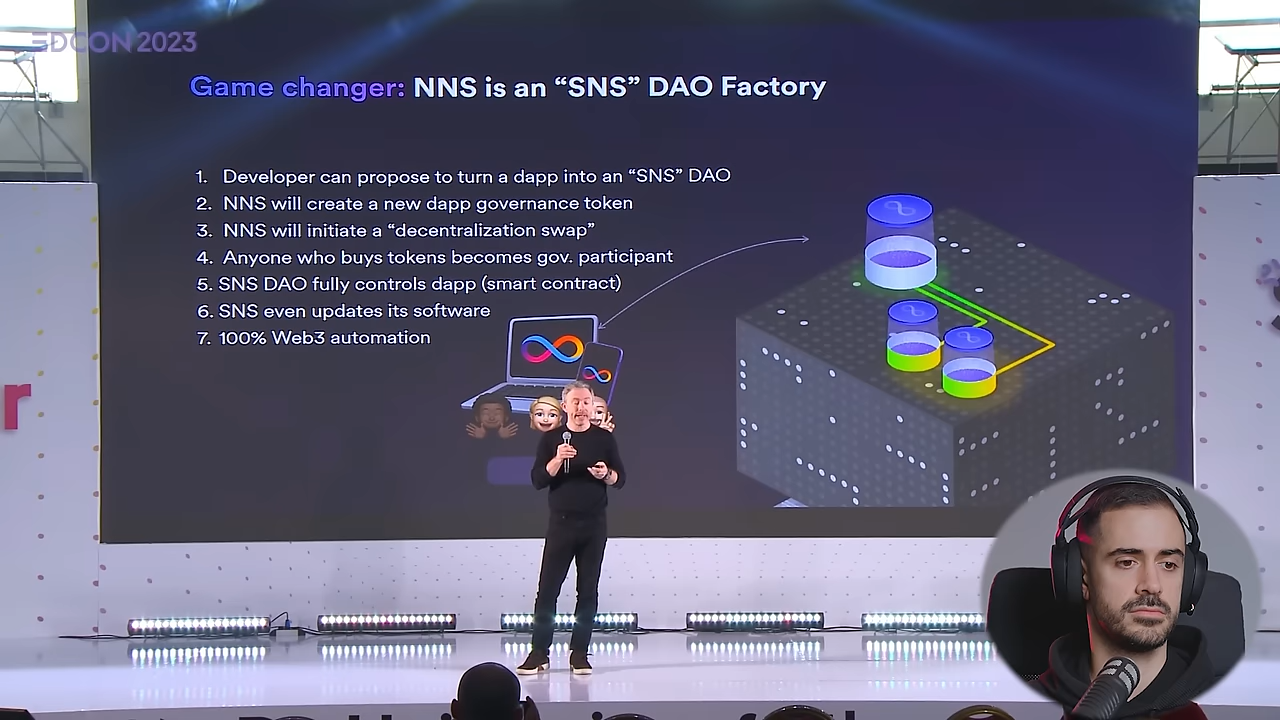 EDCON 2023
Game changer: NNS is an “SNS” DAO Factory
1. Developer can propose to turn a dapp into an “SNS” DAO
2. NNS will create a new dapp governance token
3. NNS will initiate a “decentralization swap”
4. Anyone who buys tokens becomes gov. participant
5. SNS DAO fully controls dapp (smart contract)
6. SNS even updates its software
7. 100% Web3 automation
r